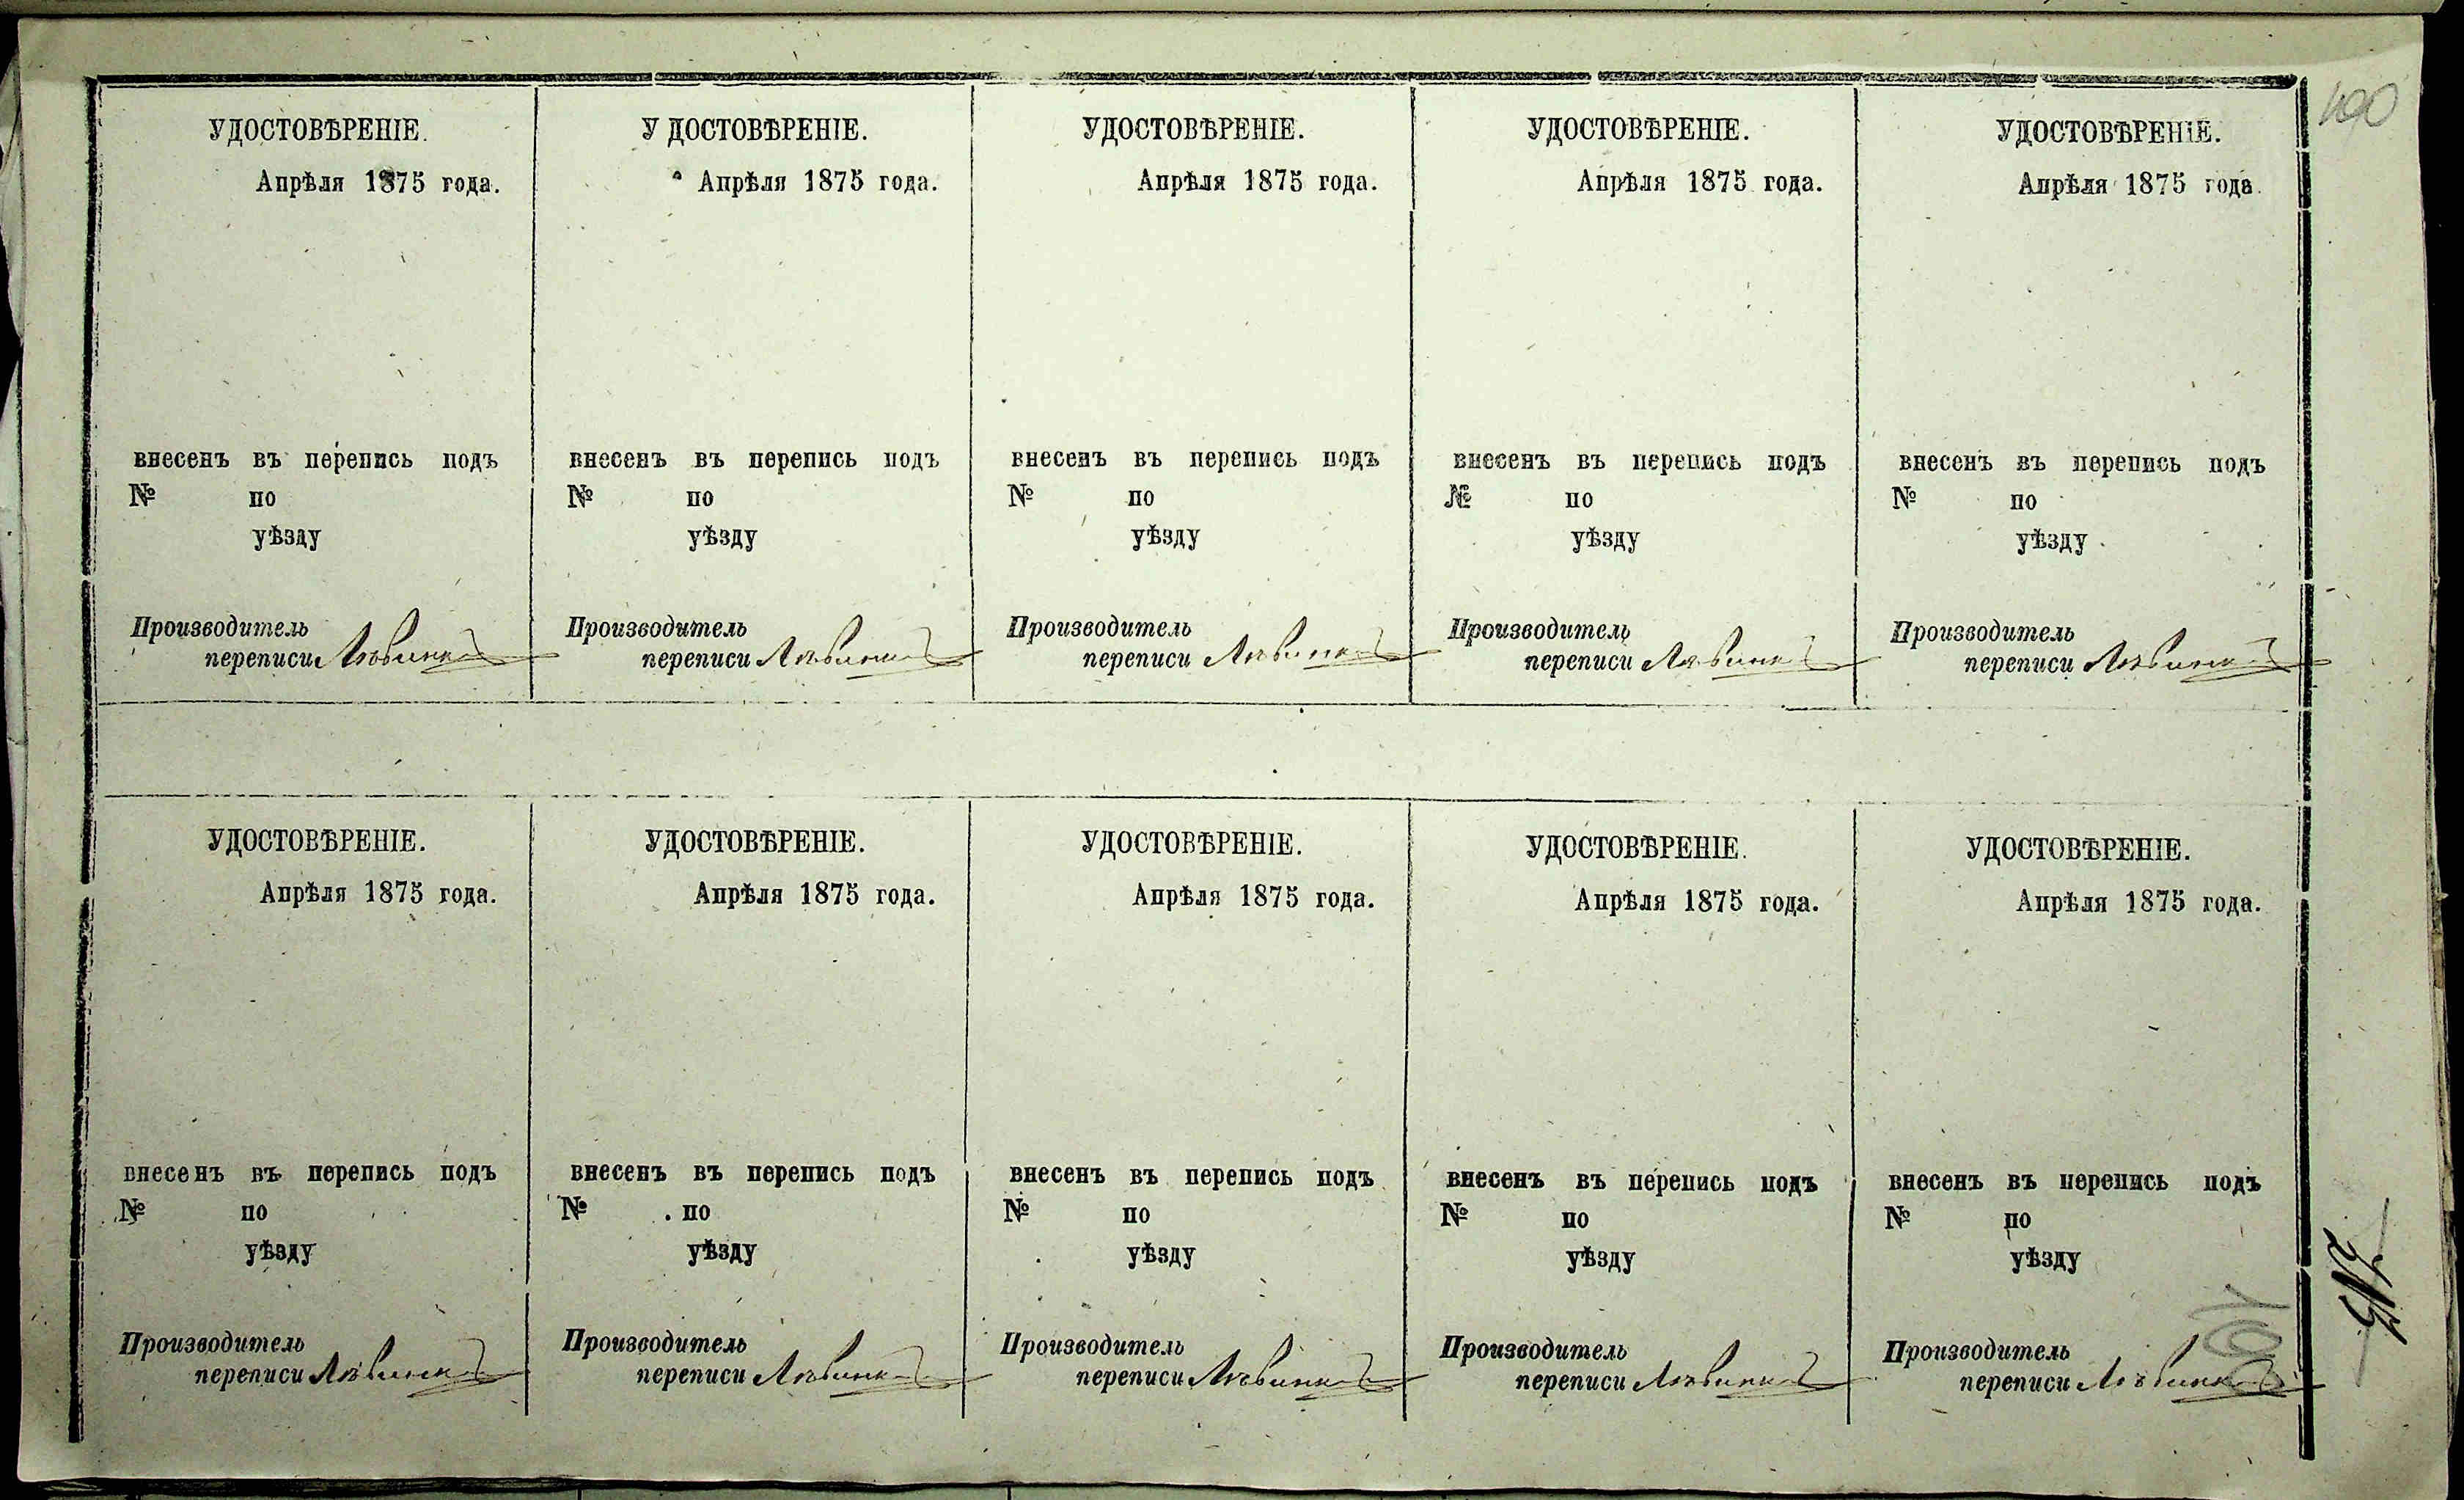 400
УДОСТОВѢРЕНІЕ.
Апрѣля 1875 года.
внесенъ въ перепись подъ
№ по
уѣзду
Производитель
переписи
У ДОСТОВѢРЕНІЕ.
Апрѣля 1875 года.
внесенъ въ перепись подъ
№ по
уѣзду
Производитель
переписи
УДОСТОВѢРЕНІЕ.
Апрѣля 1875 года.
внесенъ въ перепись подъ
№ по
уѣзду
Производитель
переписи
УДОСТОВѢРЕНІЕ.
Апрѣля 1875 года.
внесенъ въ перепись подъ
№ по
уѣзду
Производитель
переписи
УДОСТОВѢРЕНІЕ.
Апрѣля 1875 года.
внесенъ въ перепись подъ
№ по
уѣзду
Производитель
переписи
УДОСТОВѢРЕНІЕ.
Апрѣля 1875 года.
внесенъ въ перепись подъ
№ по
уѣзду
Производитель
переписи
УДОСТОВѢРЕНІЕ.
Апрѣля 1875 года.
внесенъ въ перепись подъ
№ по
уѣзду
Производитель
переписи
УДОСТОВѢРЕНІЕ.
Апрѣля 1875 года.
внесенъ въ перепись подъ
№ по
уѣзду
Производитель
переписи
УДОСТОВѢРЕНІЕ.
Апрѣля 1875 года.
внесенъ въ перепись подъ
№ по
уѣзду
Производитель
переписи
УДОСТОВѢРЕНІЕ.
Апрѣля 1875 года.
внесенъ въ перепись подъ
№ по
уѣзду
Производитель
переписи